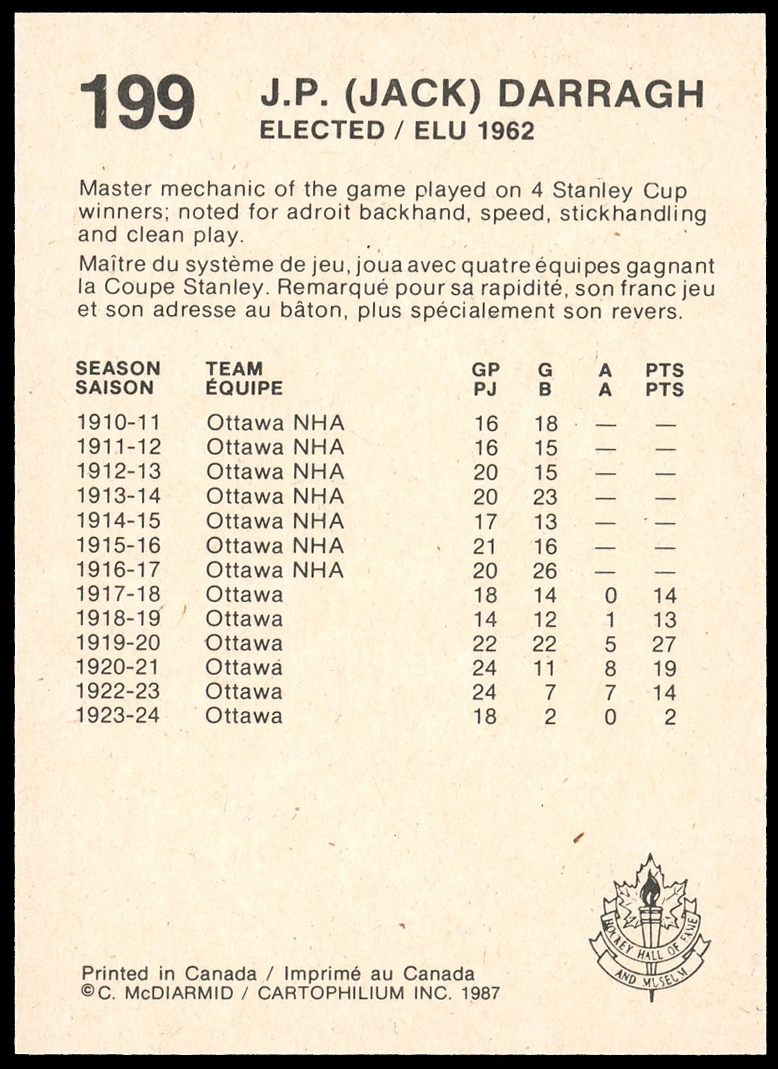 199
J.P. (JACK) DARRAGH
ELECTED / ELU 1962
Master mechanic of the game played on 4 Stanley Cup
winners; noted for adroit backhand, speed, stickhandling
and clean play.
Maître du système de jeu, joua avec quatre équipes gagnant
la Coupe Stanley. Remarqué pour sa rapidité, son franc jeu
et son adresse au bâton, plus spécialement son revers.
SEASON TEAM GP G A PTS
SAISON ÉQUIPE PJ B A PTS
1910-11 Ottawa NHA 16 18 — —
1911-12 Ottawa NHA 16 15 — —
1912-13 Ottawa NHA 20 15 — —
1913-14 Ottawa NHA 20 23 — —
1914-15 Ottawa NHA 17 13 — —
1915-16 Ottawa NHA 21 16 — —
1916-17 Ottawa NHA 20 26 — —
1917-18 Ottawa 18 14 0 14
1918-19 Ottawa 14 12 1 13
1919-20 Ottawa 22 22 5 27
1920-21 Ottawa 24 11 8 19
1922-23 Ottawa 24 7 7 14
1923-24 Ottawa 18 2 0 2
HOCKEY HALL OF FAME
AND MUSEUM
Printed in Canada / Imprimé au Canada
©C. McDIARMID / CARTOPHILIUM INC. 1987